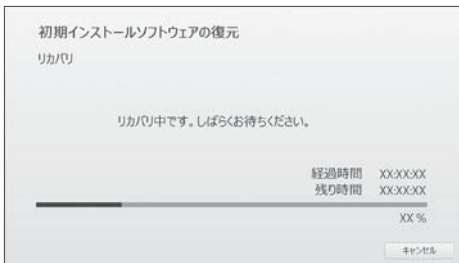 初期インストールソフトウェアの復元
リカバリ
リカバリ中です。しばらくお待ちください。
経過時間 XX:XX:XX
残り時間 XX:XX:XX
XX %
キャンセル